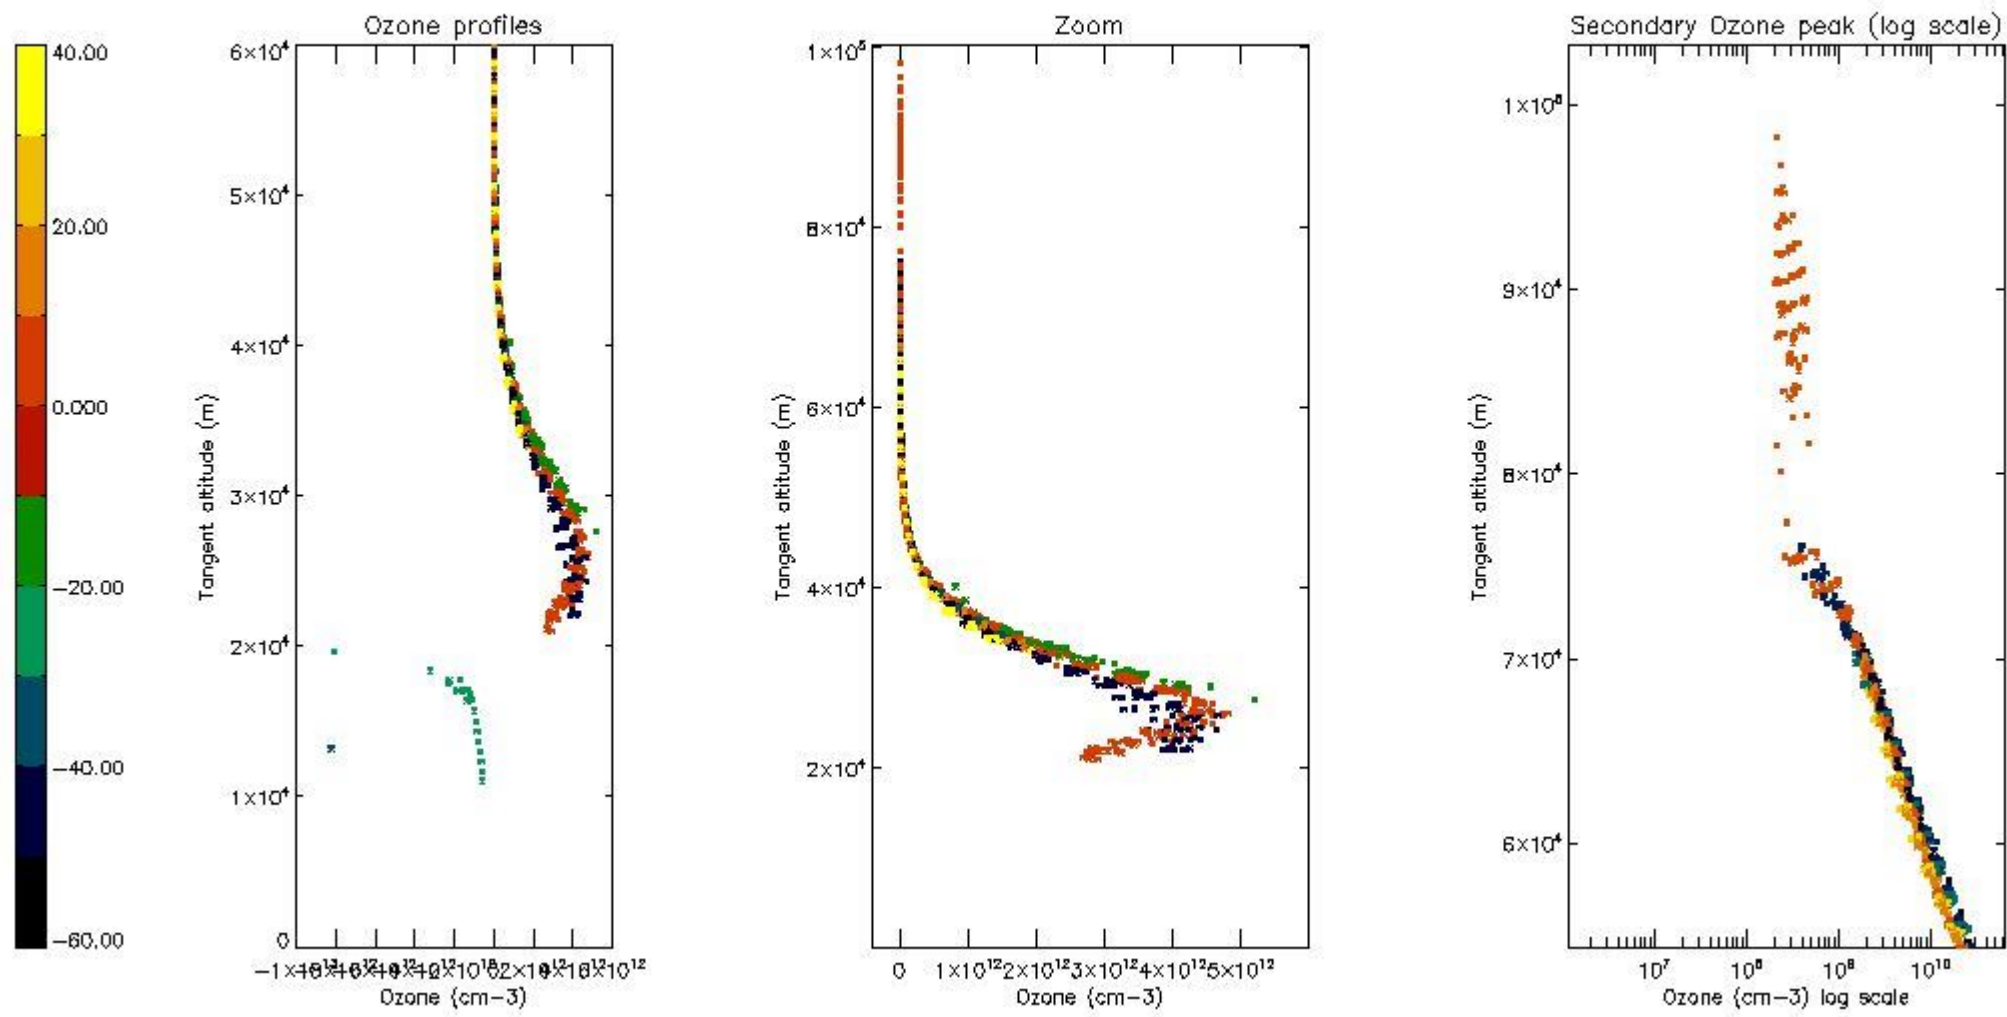 Ozone profiles
Zoom
Secondary Ozone peak (log scale)
40.00
20.00
0.000
−20.00
−40.00
−60.00
6×10⁴
5×10⁴
4×10⁴
3×10⁴
2×10⁴
1×10⁴
0
Tangent altitude (m)
Ozone (cm−3)
1×10⁵
8×10⁴
6×10⁴
4×10⁴
2×10⁴
Tangent altitude (m)
0 1×10¹² 2×10¹² 3×10¹² 4×10¹² 5×10¹²
Ozone (cm−3)
9×10⁴
8×10⁴
7×10⁴
6×10⁴
Tangent altitude (m)
10⁷ 10⁸ 10⁹ 10¹⁰
Ozone (cm−3) log scale